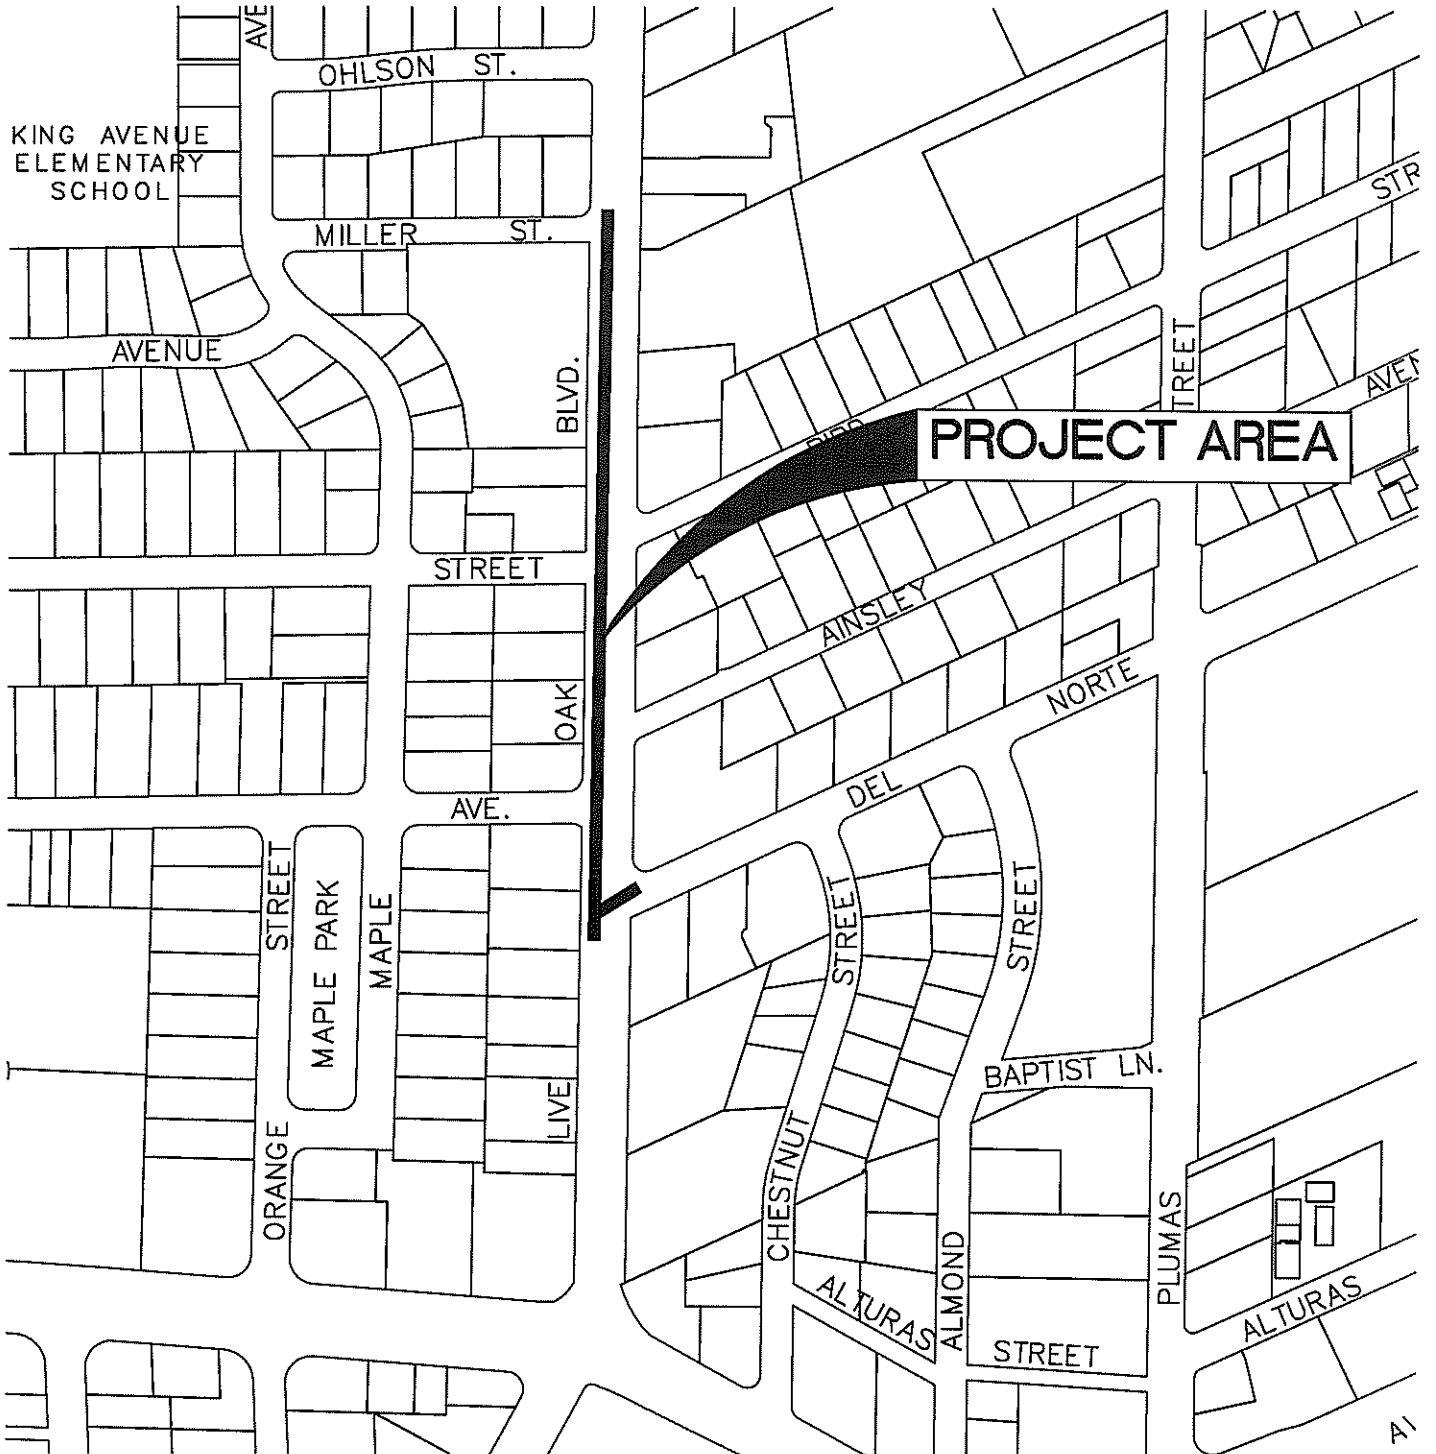 AVE
OHLSON ST.
KING AVENUE
ELEMENTARY
SCHOOL
STR
MILLER ST.
AVENUE
BLVD.
STREET
AVEN
PROJECT AREA
STREET
AINSLEY
OAK
NORTE
DEL
AVE.
STREET
MAPLE PARK
MAPLE
STREET
STREET
BAPTIST LN.
LIVE
ORANGE
CHESTNUT
PLUMAS
ALMOND
ALTURAS
ALTURAS
STREET